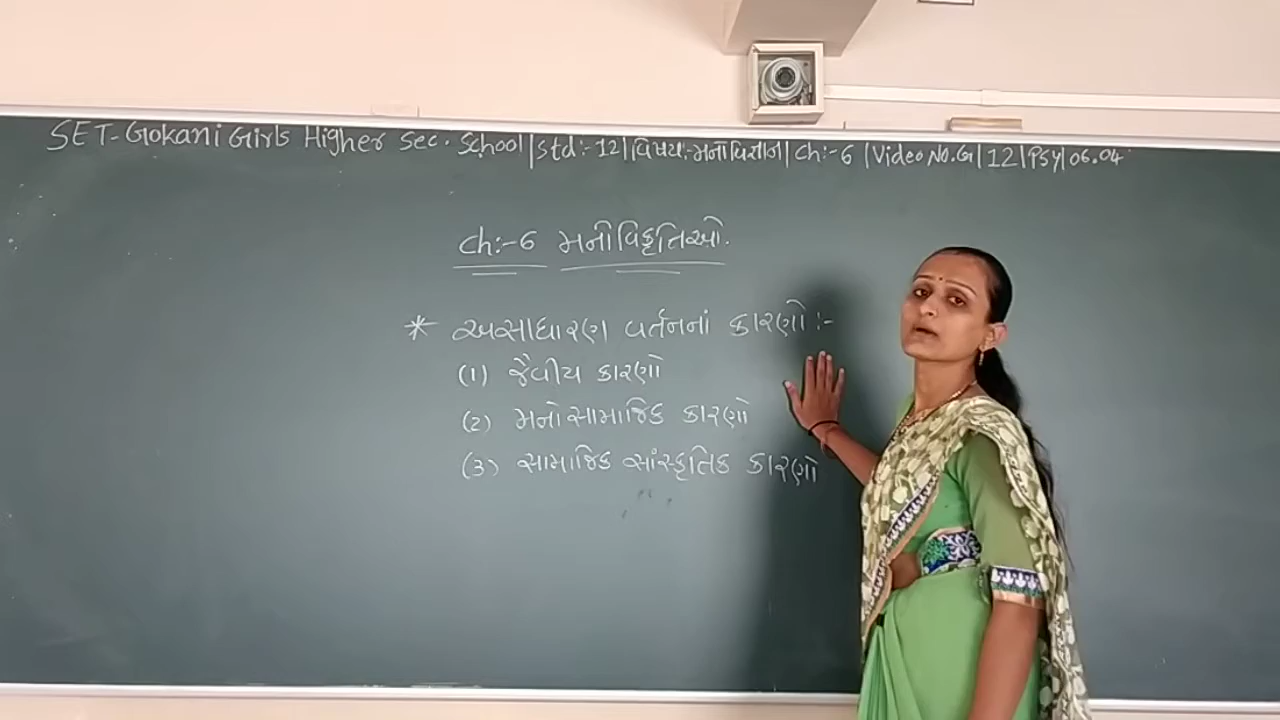 SET-Gokani Girls Higher Sec. School | Std:-12 | વિષય:-મનોવિજ્ઞાન | Ch:-6 | Video No. G | 12 | Psy | 06.04
Ch:-6 મનોવિકૃતિઓ.
* અસાધારણ વર્તનનાં કારણો:-
(1) જૈવીય કારણો
(2) મનોસામાજિક કારણો
(3) સામાજિક સાંસ્કૃતિક કારણો